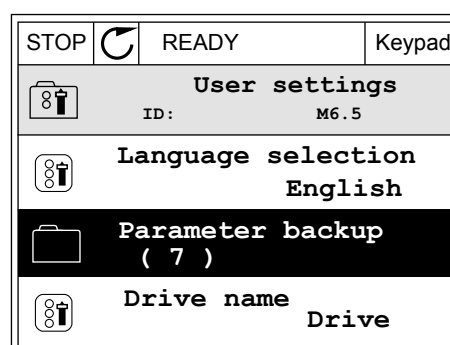 STOP READY Keypad
User settings
ID: M6.5
Language selection
English
Parameter backup
( 7 )
Drive name
Drive